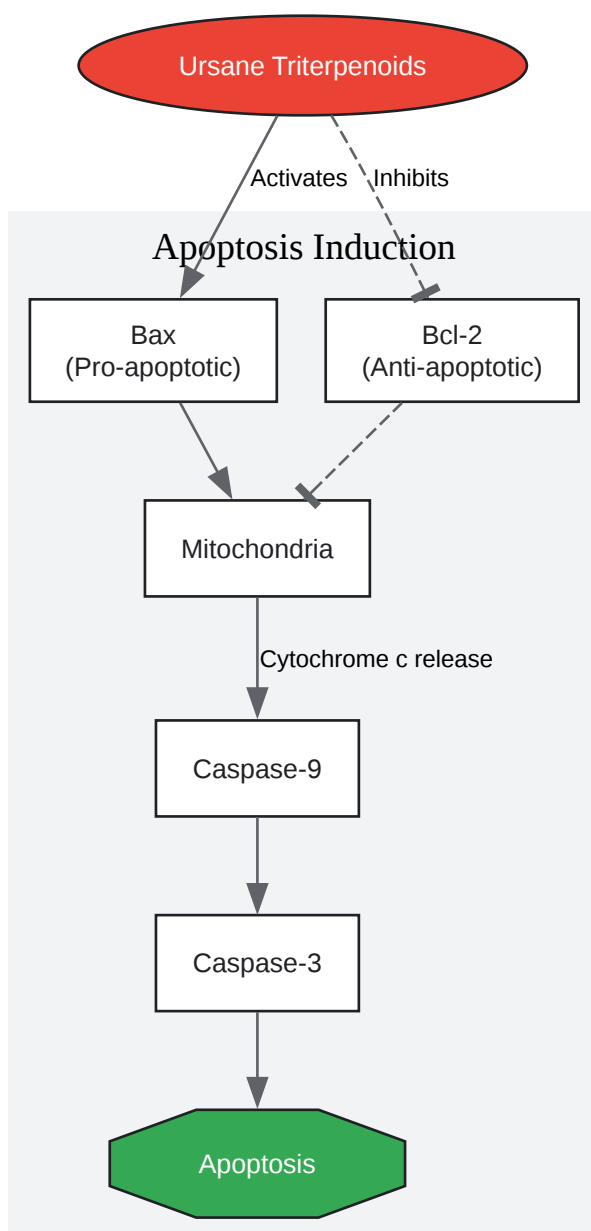 Ursane Triterpenoids
Activates
Inhibits
Apoptosis Induction
Bax
(Pro-apoptotic)
Bcl-2
(Anti-apoptotic)
Mitochondria
Cytochrome c release
Caspase-9
Caspase-3
Apoptosis